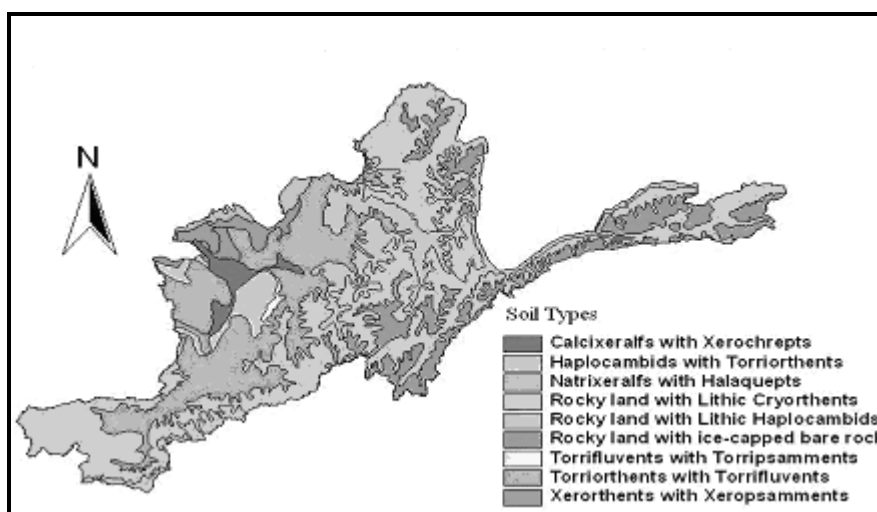 N
Soil Types
Calcixeralfs with Xerochrepts
Haplocambids with Torriorthents
Natrixeralfs with Halaquepts
Rocky land with Lithic Cryorthents
Rocky land with Lithic Haplocambids
Rocky land with ice-capped bare rock
Torrifluvents with Torripsamments
Torriorthents with Torrifluvents
Xerorthents with Xeropsamments